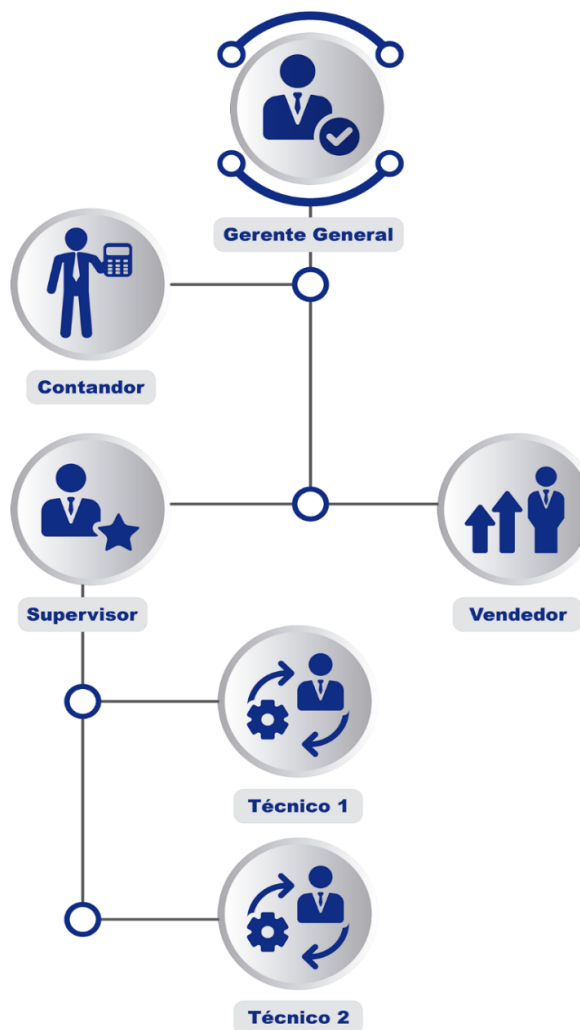 Gerente General
Contandor
Supervisor
Vendedor
Técnico 1
Técnico 2